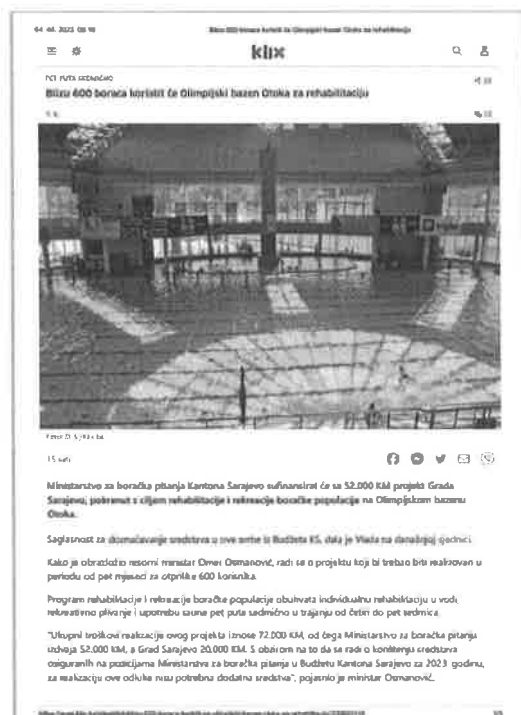 klix
PET PUTA SEDMIČNO
Blizu 600 boraca koristit će Olimpijski bazen Otoka za rehabilitaciju
15 sati
Ministarstvo za boračka pitanja Kantona Sarajevo sufinansirat će sa 52.000 KM projekt Grada
Sarajeva, pokrenut s ciljem rehabilitacije i rekreacije boračke populacije na Olimpijskom bazenu
Otoka.
Saglasnost za doznačavanje sredstava u ove svrhe iz Budžeta KS, dala je Vlada na današnjoj sjednici.
Kako je obrazložio resorni ministar Omer Osmanović, radi se o projektu koji bi trebao biti realizovan u
periodu od pet mjeseci za otprilike 600 korisnika.
Program rehabilitacije i rekreacije boračke populacije obuhvata individualnu rehabilitaciju u vodi,
rekreativno plivanje i upotrebu saune pet puta sedmično u trajanju od četiri do pet sedmica.
"Ukupni troškovi realizacije ovog projekta iznose 72.000 KM, od čega Ministarstvo za boračka pitanja
izdvaja 52.000 KM, a Grad Sarajevo 20.000 KM. S obzirom na to da se radi o korištenju sredstava
osiguranih na pozicijama Ministarstva za boračka pitanja u Budžetu Kantona Sarajevo za 2023. godinu,
za realizaciju ove odluke nisu potrebna dodatna sredstva", pojasnio je ministar Osmanović.